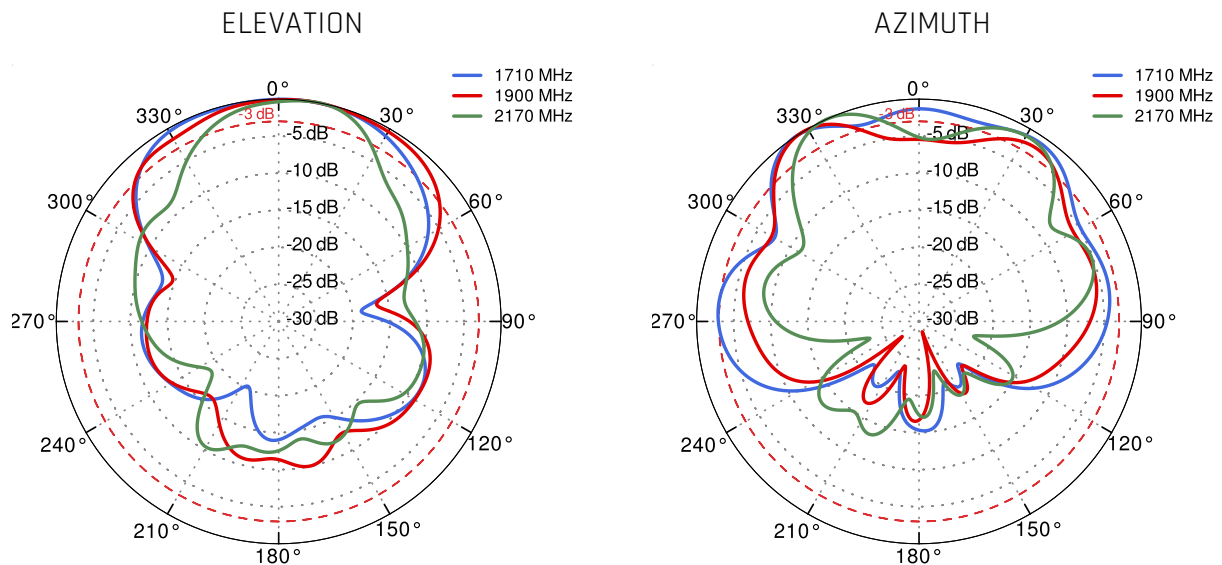 ELEVATION
1710 MHz
1900 MHz
2170 MHz
0°
-3 dB
330°
30°
-5 dB
-10 dB
300°
60°
-15 dB
-20 dB
-25 dB
270°
-30 dB
90°
240°
120°
210°
150°
180°
AZIMUTH
1710 MHz
1900 MHz
2170 MHz
0°
-3 dB
330°
30°
-5 dB
-10 dB
300°
60°
-15 dB
-20 dB
-25 dB
270°
-30 dB
90°
240°
120°
210°
150°
180°